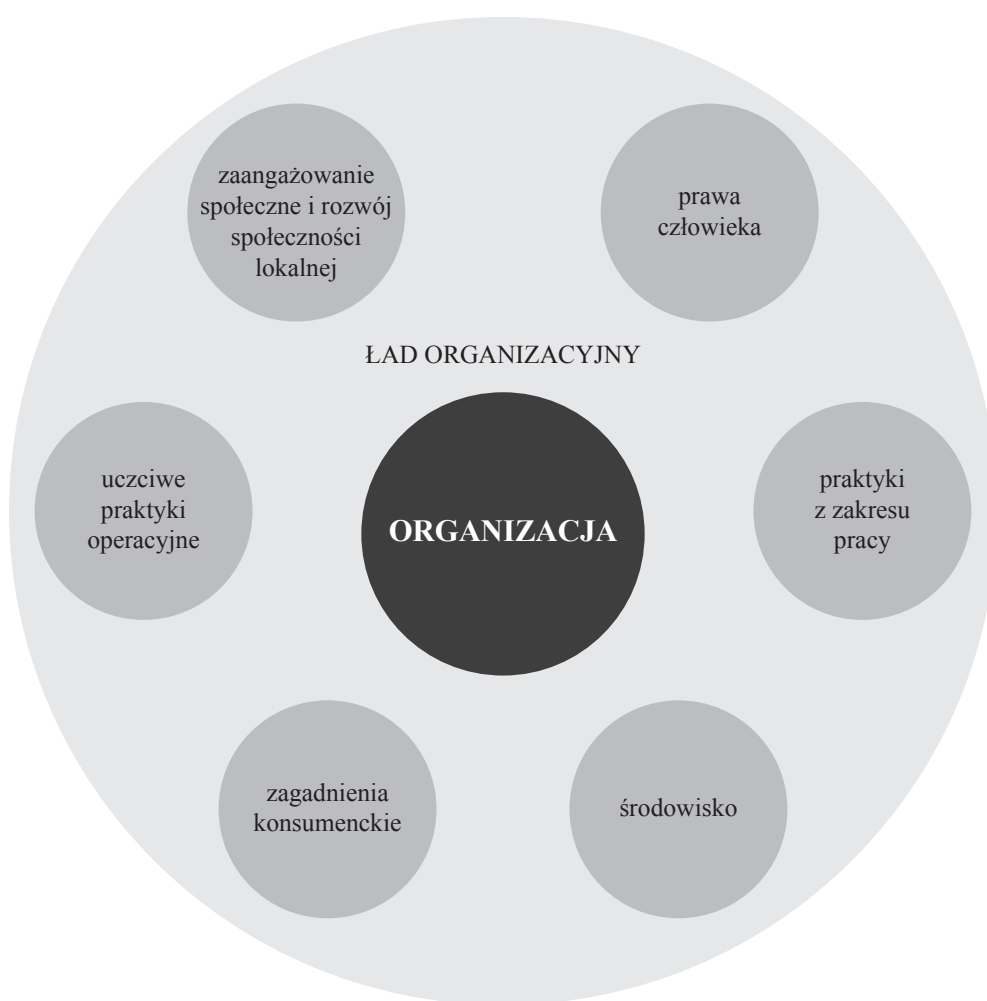 zaangażowanie
społeczne i rozwój
społeczności
lokalnej
prawa
człowieka
ŁAD ORGANIZACYJNY
uczciwe
praktyki
operacyjne
ORGANIZACJA
praktyki
z zakresu
pracy
zagadnienia
konsumenckie
środowisko